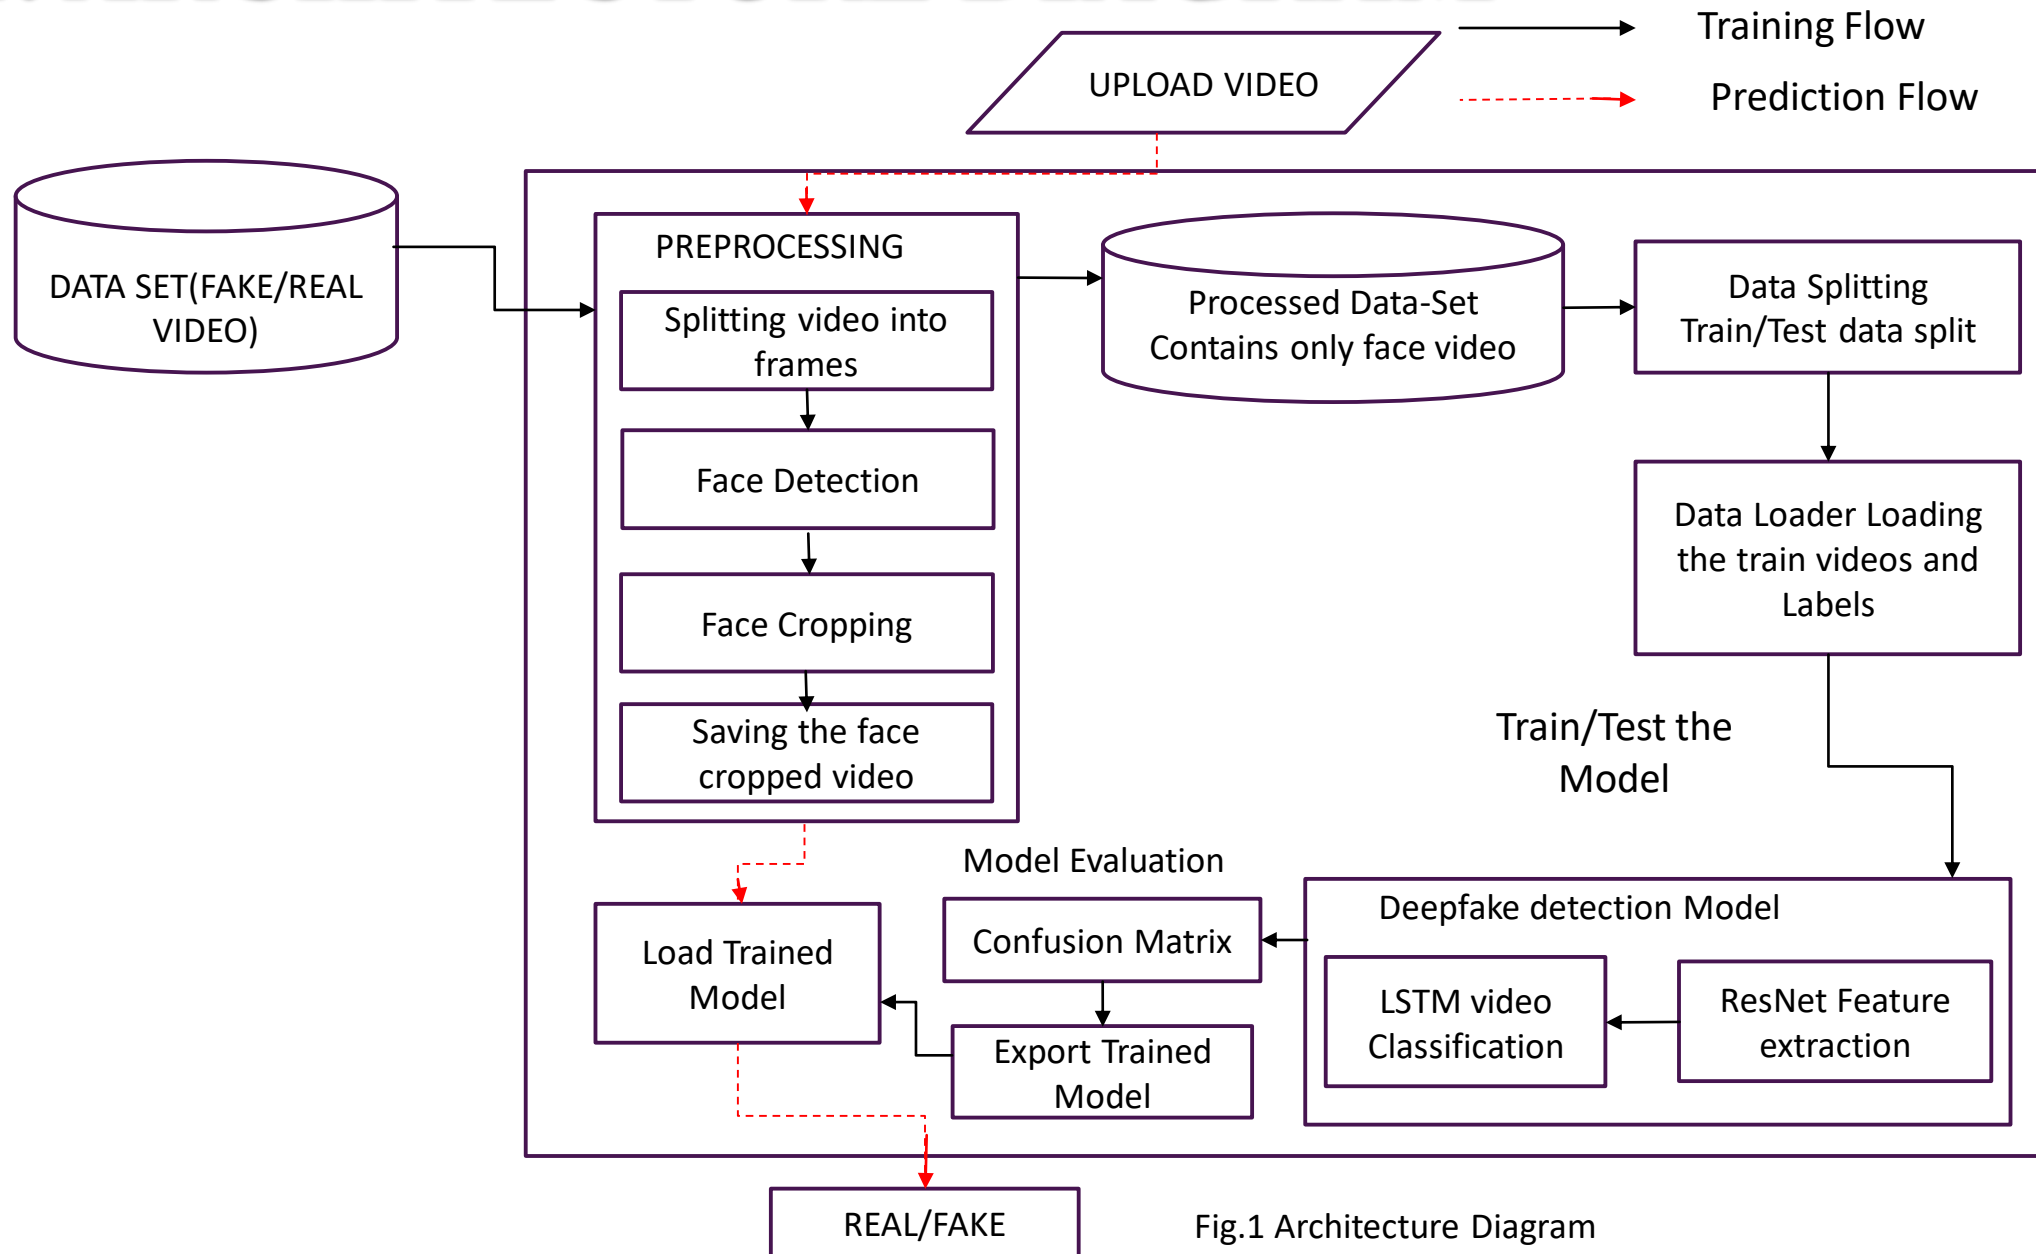 Training Flow
UPLOAD VIDEO
Prediction Flow
DATA SET(FAKE/REAL
VIDEO)
PREPROCESSING
Splitting video into
frames
Face Detection
Face Cropping
Saving the face
cropped video
Processed Data-Set
Contains only face video
Data Splitting
Train/Test data split
Data Loader Loading
the train videos and
Labels
Train/Test the
Model
Deepfake detection Model
ResNet Feature
extraction
LSTM video
Classification
Model Evaluation
Confusion Matrix
Export Trained
Model
Load Trained
Model
REAL/FAKE
Fig.1 Architecture Diagram